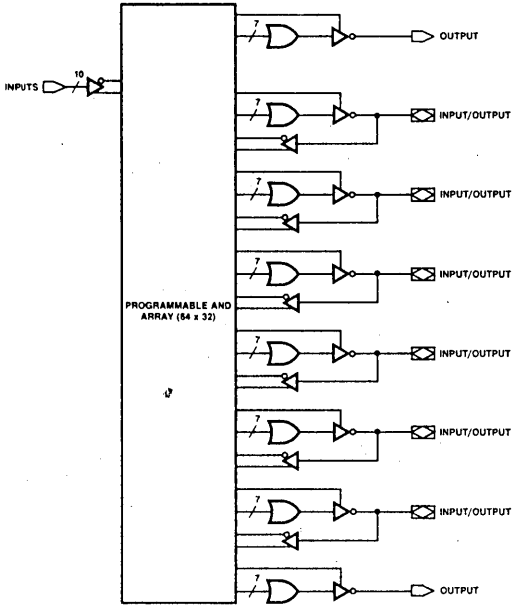 7
OUTPUT
10
INPUTS
7
INPUT/OUTPUT
7
INPUT/OUTPUT
7
INPUT/OUTPUT
PROGRAMMABLE AND
ARRAY (64 x 32)
7
INPUT/OUTPUT
7
INPUT/OUTPUT
7
INPUT/OUTPUT
7
OUTPUT